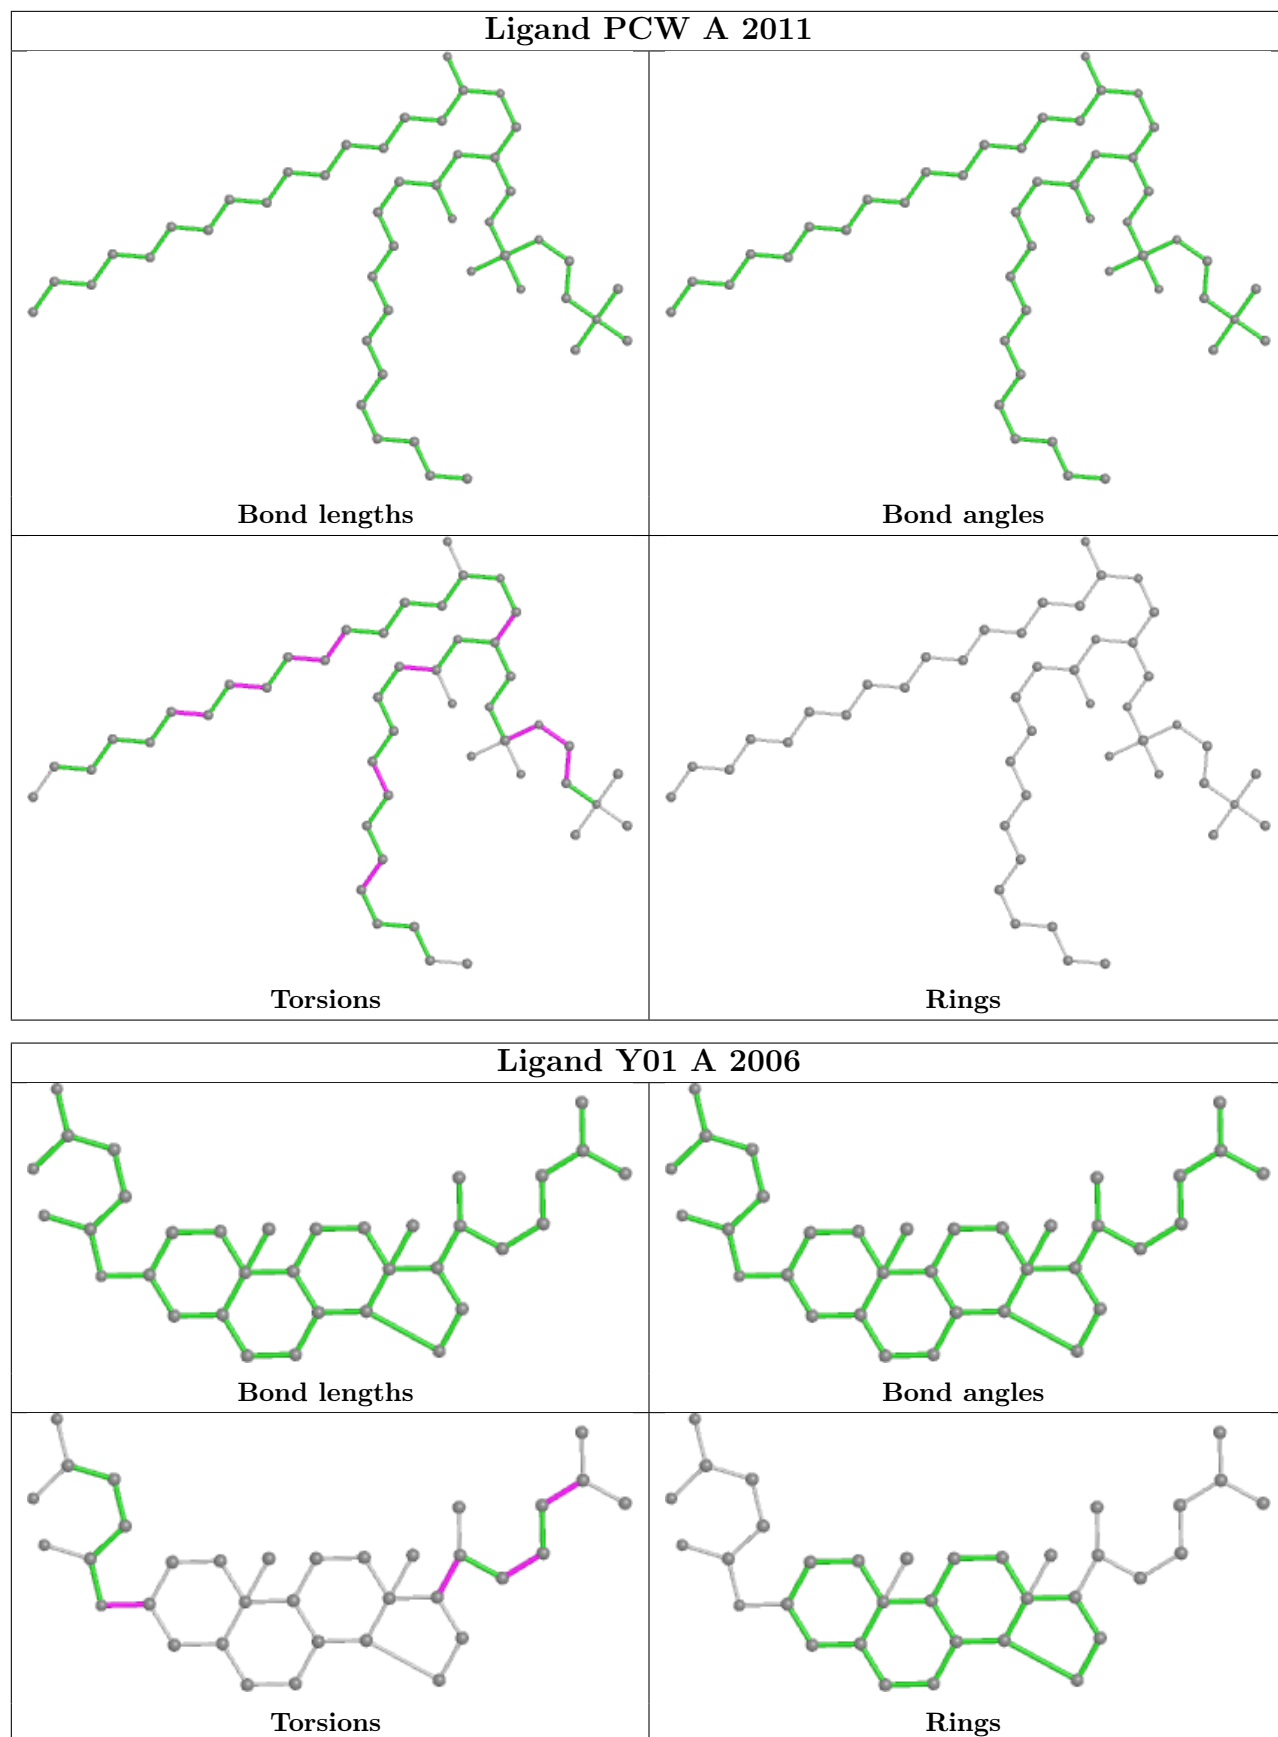 Ligand PCW A 2011
Bond lengths
Bond angles
Torsions
Rings
Ligand Y01 A 2006
Bond lengths
Bond angles
Torsions
Rings